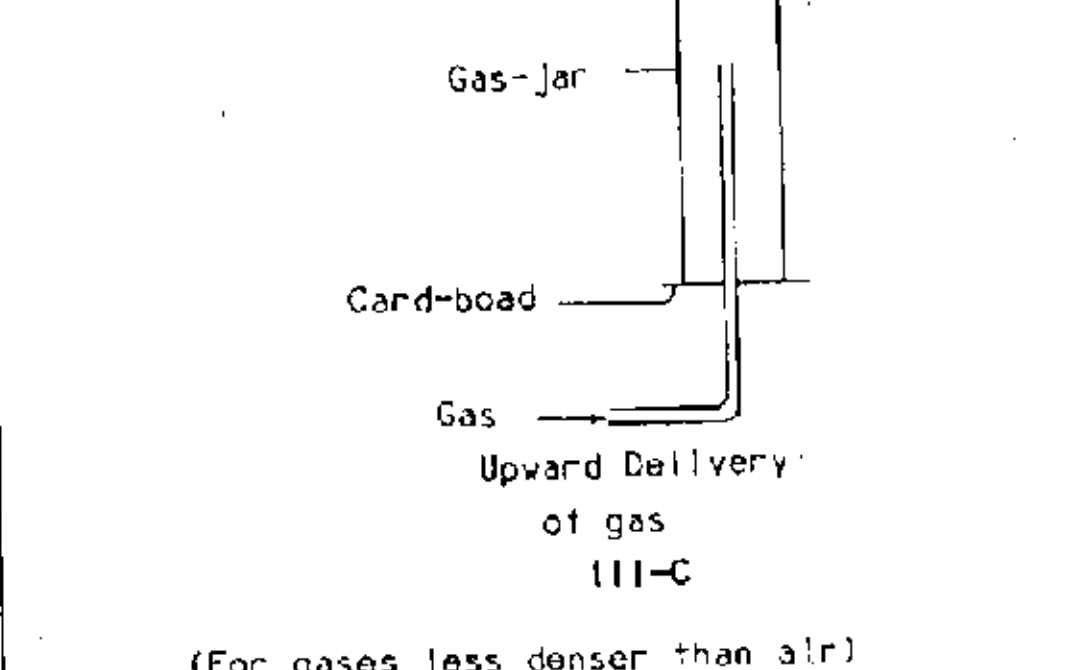 Gas-jar
Card-boad
Gas
Upward Delivery
of gas
III-C
(For gases less denser than air)